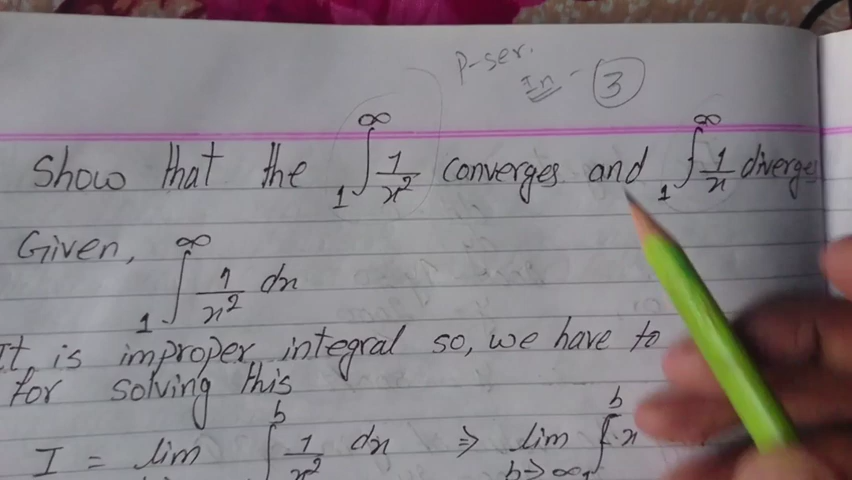 P-ser.
In - 3
Show that the ∫₁^∞ 1/x² converges and ∫₁^∞ 1/x diverges
Given,
∫₁^∞ 1/x² dx
It is improper integral so, we have to
for solving this
I = lim ∫^b 1/x² dx ⇒ lim b→∞ ∫₁^b x